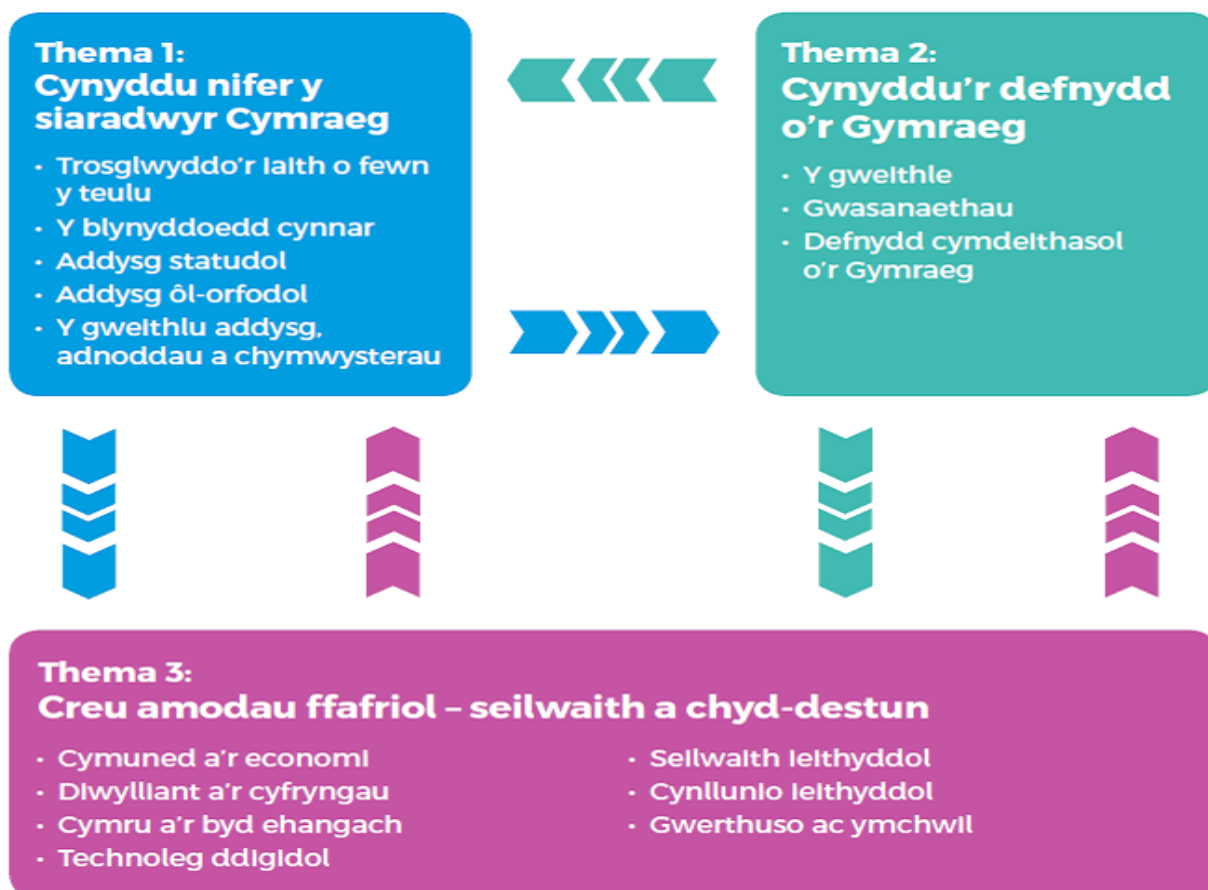 Thema 1:
Cynyddu nifer y
siaradwyr Cymraeg
• Trosglwyddo'r Iaith o fewn
y teulu
• Y blynyddoedd cynnar
• Addysg statudol
• Addysg ôl-orfodol
• Y gweithlu addysg,
adnoddau a chymwysterau
Thema 2:
Cynyddu'r defnydd
o'r Gymraeg
• Y gweithle
• Gwasanaethau
• Defnydd cymdeithasol
o'r Gymraeg
Thema 3:
Creu amodau ffafriol – seilwaith a chyd-destun
• Cymuned a'r economi
• Diwylliant a'r cyfryngau
• Cymru a'r byd ehangach
• Technoleg ddigidol
• Seilwaith Ieithyddol
• Cynllunio Ieithyddol
• Gwerthuso ac ymchwil